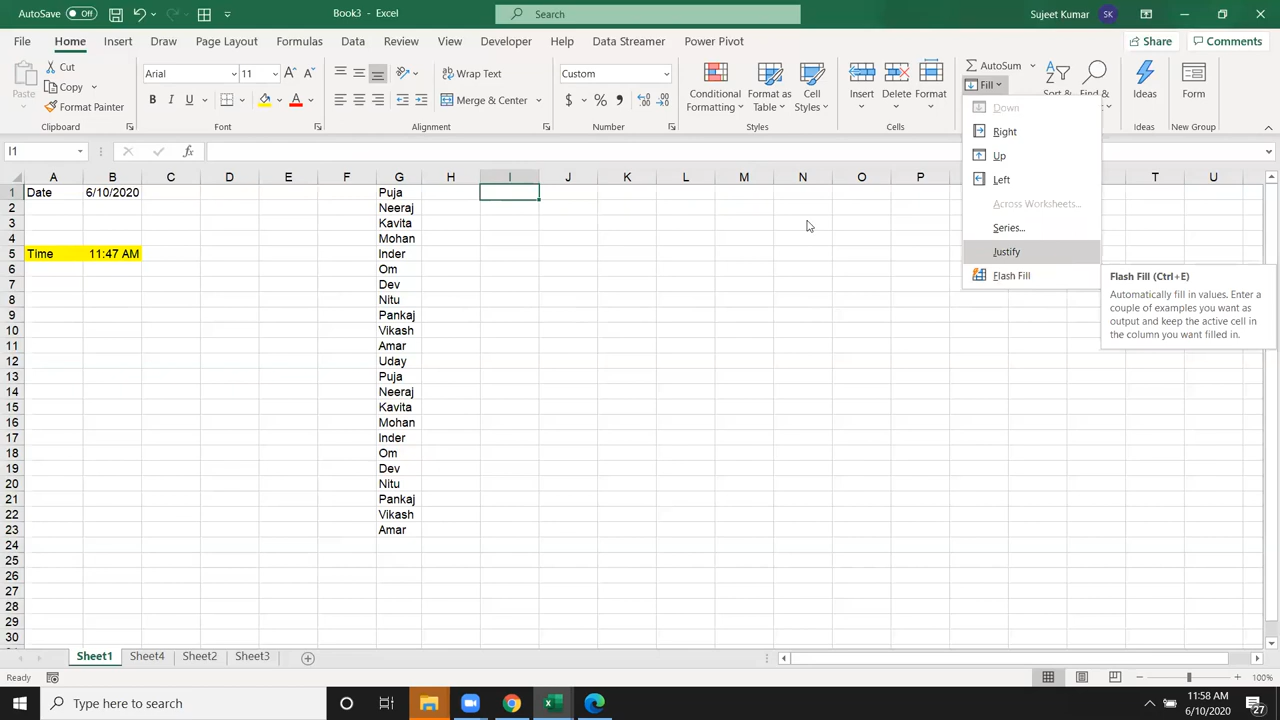 AutoSave Off Book3 - Excel Search Sujeet Kumar SK
File Home Insert Draw Page Layout Formulas Data Review View Developer Help Data Streamer Power Pivot Share Comments
Paste Cut Copy Format Painter Clipboard
Arial 11 B I U A Font
Wrap Text Merge & Center Alignment
Custom $ % , Number
Conditional Formatting Format as Table Cell Styles Styles
Insert Delete Format Cells
AutoSum Fill Sort & Find &
Ideas Ideas
Form New Group
Down
Right
Up
Left
Across Worksheets...
Series...
Justify
Flash Fill
Flash Fill (Ctrl+E)
Automatically fill in values. Enter a
couple of examples you want as
output and keep the active cell in
the column you want filled in.
I1 fx
A B C D E F G H I J K L M N O P T U
1 Date 6/10/2020 Puja
2 Neeraj
3 Kavita
4 Mohan
5 Time 11:47 AM Inder
6 Om
7 Dev
8 Nitu
9 Pankaj
10 Vikash
11 Amar
12 Uday
13 Puja
14 Neeraj
15 Kavita
16 Mohan
17 Inder
18 Om
19 Dev
20 Nitu
21 Pankaj
22 Vikash
23 Amar
24
25
26
27
28
29
30
Sheet1 Sheet4 Sheet2 Sheet3
Ready 100%
Type here to search 11:58 AM
6/10/2020 27